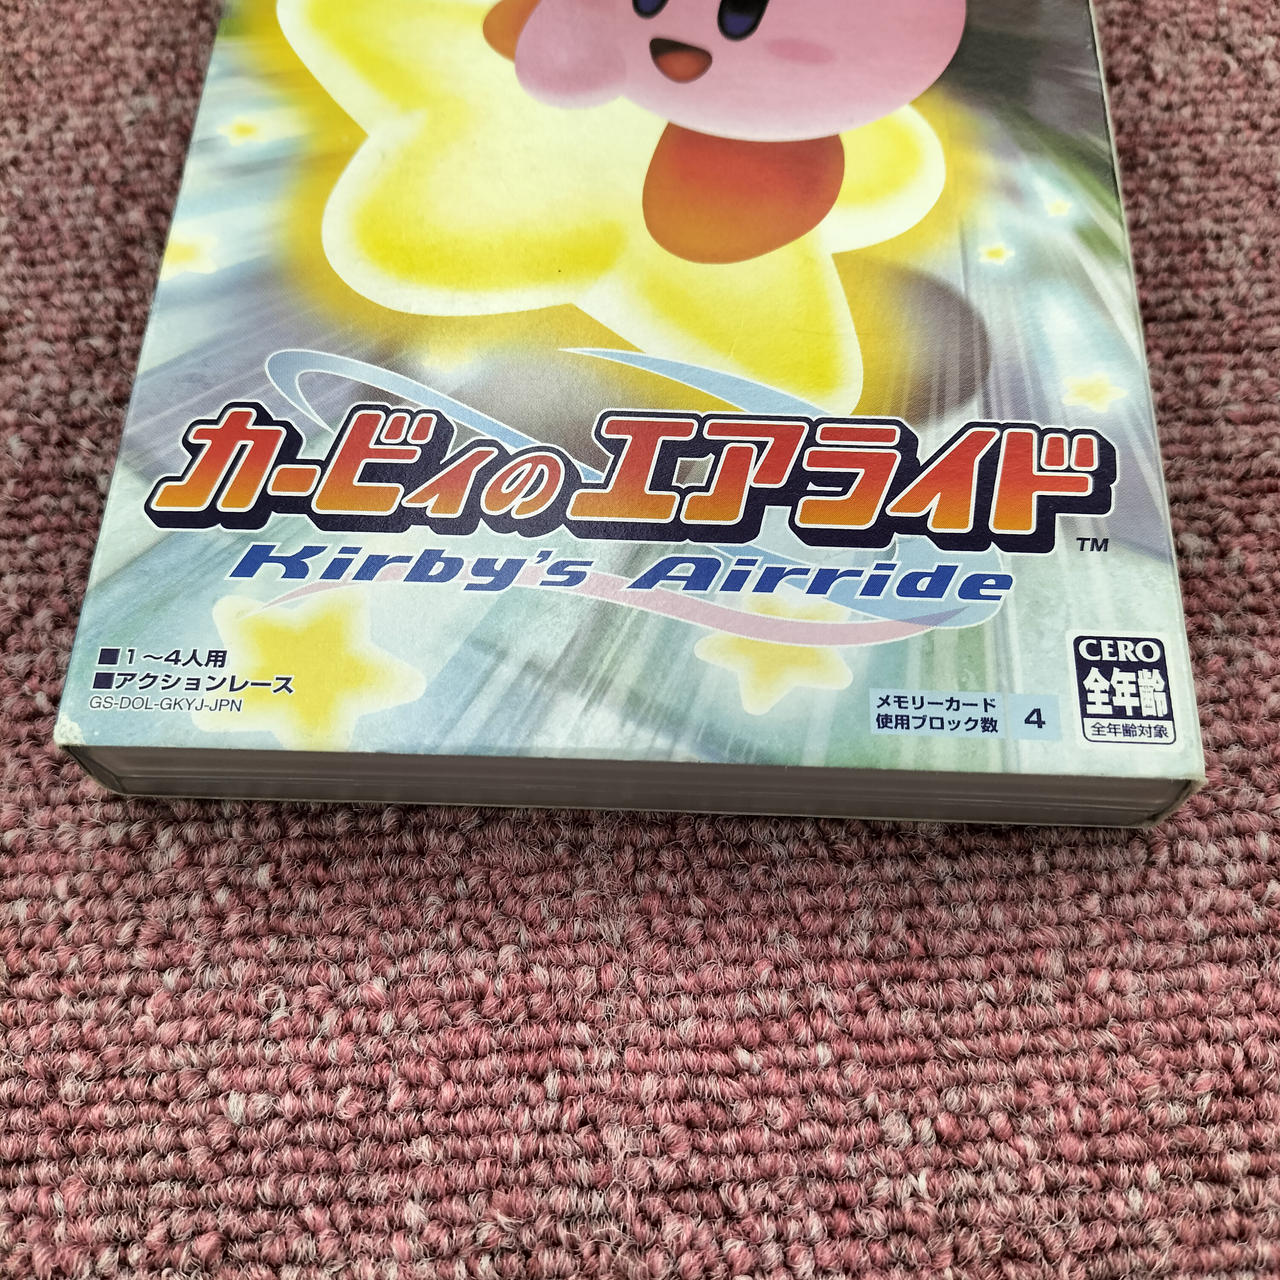 カービィのエアライド
TM
Kirby's Airride
■1～4人用
■アクションレース
GS-DOL-GKYJ-JPN
メモリーカード
使用ブロック数 4
CERO
全年齢
全年齢対象